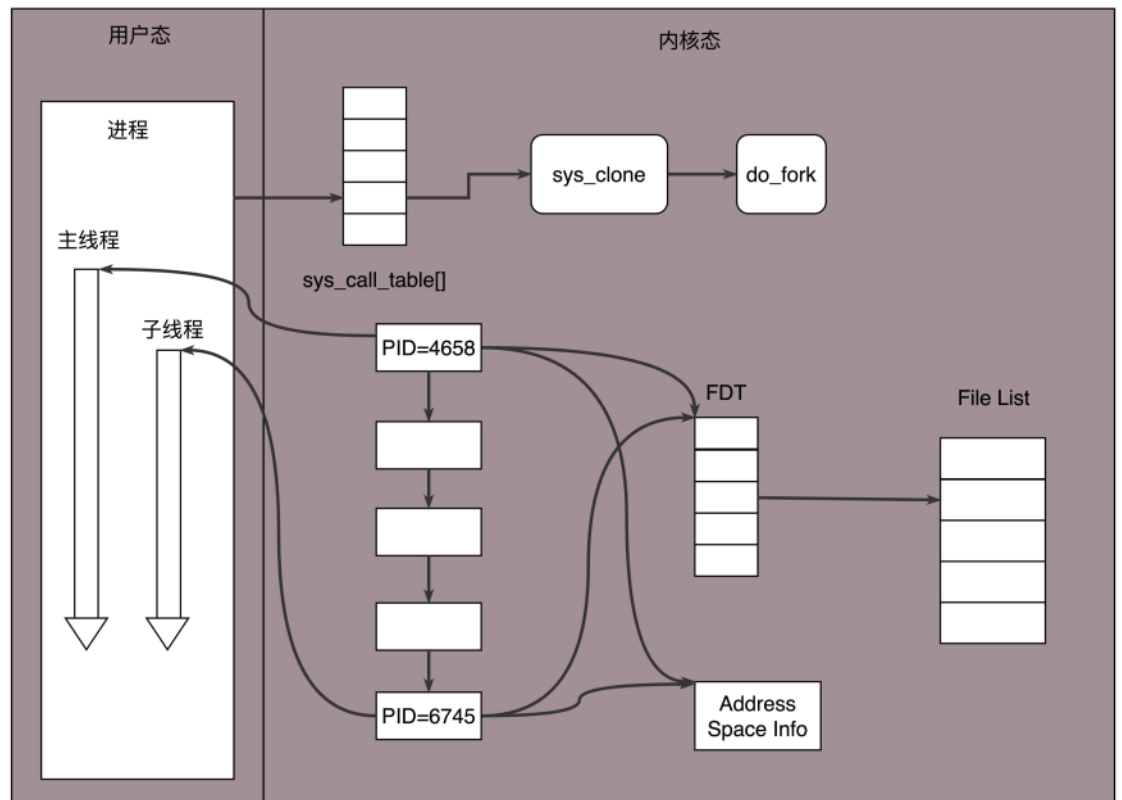 用户态
内核态
进程
sys_clone
do_fork
主线程
sys_call_table[]
子线程
PID=4658
FDT
File List
PID=6745
Address
Space Info